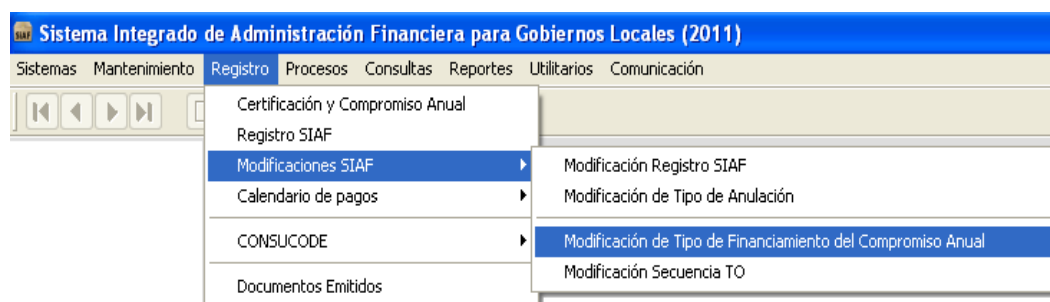 SIAF Sistema Integrado de Administración Financiera para Gobiernos Locales (2011)
Sistemas Mantenimiento Registro Procesos Consultas Reportes Utilitarios Comunicación
Certificación y Compromiso Anual
Registro SIAF
Modificaciones SIAF
Calendario de pagos
CONSUCODE
Documentos Emitidos
Modificación Registro SIAF
Modificación de Tipo de Anulación
Modificación de Tipo de Financiamiento del Compromiso Anual
Modificación Secuencia TO